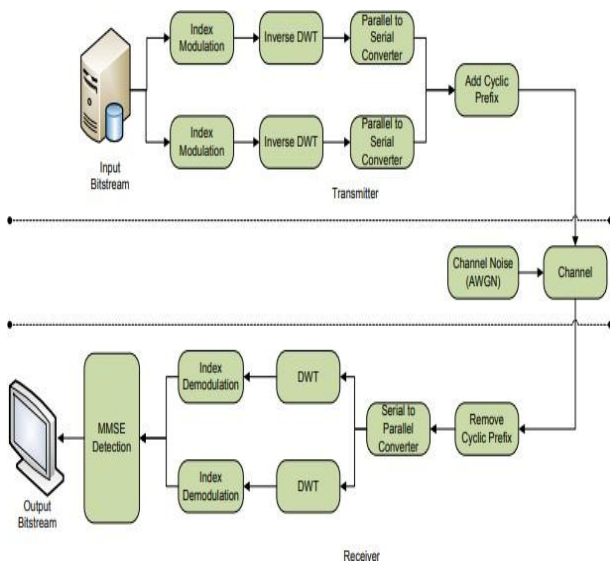 Index
Modulation
Inverse DWT
Parallel to
Serial
Converter
Add Cyclic
Prefix
Index
Modulation
Inverse DWT
Parallel to
Serial
Converter
Input
Bitstream
Transmitter
Channel Noise
(AWGN)
Channel
MMSE
Detection
Index
Demodulation
DWT
Serial to
Parallel
Converter
Remove
Cyclic Prefix
Index
Demodulation
DWT
Output
Bitstream
Receiver